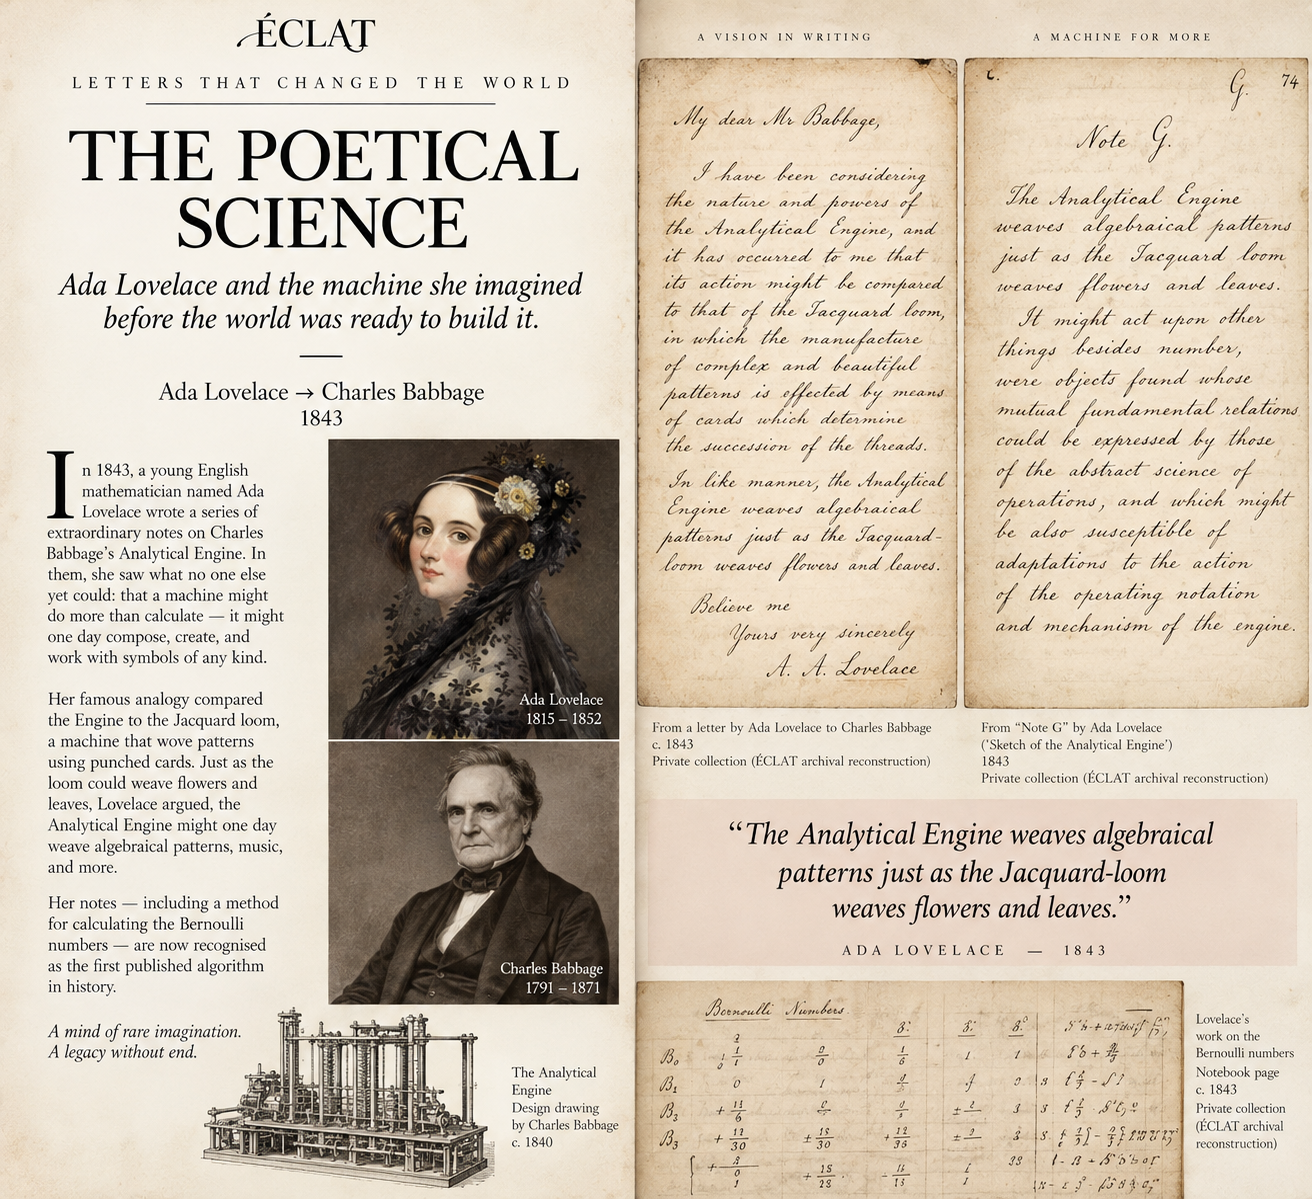 ÉCLAT
LETTERS THAT CHANGED THE WORLD
THE POETICAL
SCIENCE
Ada Lovelace and the machine she imagined
before the world was ready to build it.
Ada Lovelace → Charles Babbage
1843
In 1843, a young English
mathematician named Ada
Lovelace wrote a series of
extraordinary notes on Charles
Babbage’s Analytical Engine. In
them, she saw what no one else
yet could: that a machine might
do more than calculate — it might
one day compose, create, and
work with symbols of any kind.
Her famous analogy compared
the Engine to the Jacquard loom,
a machine that wove patterns
using punched cards. Just as the
loom could weave flowers and
leaves, Lovelace argued, the
Analytical Engine might one day
weave algebraical patterns, music,
and more.
Her notes — including a method
for calculating the Bernoulli
numbers — are now recognised
as the first published algorithm
in history.
A mind of rare imagination.
A legacy without end.
Ada Lovelace
1815 – 1852
Charles Babbage
1791 – 1871
The Analytical
Engine
Design drawing
by Charles Babbage
c. 1840
A VISION IN WRITING
My dear Mr Babbage,
I have been considering
the nature and powers of
the Analytical Engine, and
it has occurred to me that
its action might be compared
to that of the Jacquard loom,
in which the manufacture
of complex and beautiful
patterns is effected by means
of cards which determine
the succession of the threads.
In like manner, the Analytical
Engine weaves algebraical
patterns just as the Jacquard-
loom weaves flowers and leaves.
Believe me
Yours very sincerely
A. A. Lovelace
From a letter by Ada Lovelace to Charles Babbage
c. 1843
Private collection (ÉCLAT archival reconstruction)
A MACHINE FOR MORE
G. 74
Note G.
The Analytical Engine
weaves algebraical patterns
just as the Jacquard loom
weaves flowers and leaves.
It might act upon other
things besides number,
were objects found whose
mutual fundamental relations
could be expressed by those
of the abstract science of
operations, and which might
be also susceptible of
adaptations to the action
of the operating notation
and mechanism of the engine.
From “Note G” by Ada Lovelace
('Sketch of the Analytical Engine’)
1843
Private collection (ÉCLAT archival reconstruction)
“The Analytical Engine weaves algebraical
patterns just as the Jacquard-loom
weaves flowers and leaves.”
ADA LOVELACE — 1843
Bernoulli Numbers
B0
B1 0 1
B3
B3
Lovelace’s
work on the
Bernoulli numbers
Notebook page
c. 1843
Private collection
(ÉCLAT archival
reconstruction)